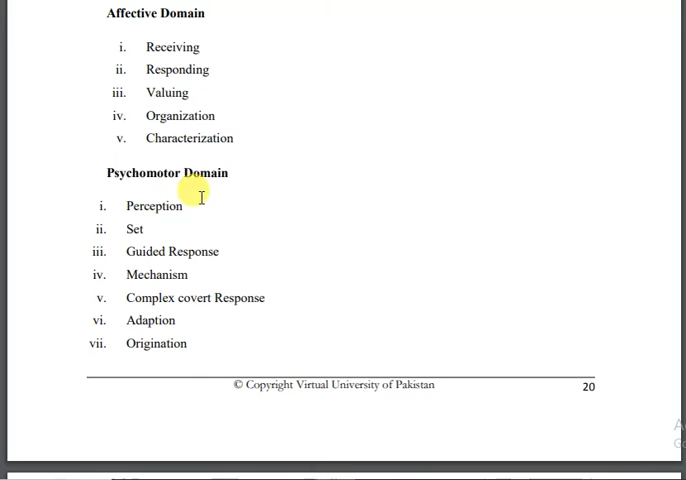 Affective Domain
i. Receiving
ii. Responding
iii. Valuing
iv. Organization
v. Characterization
Psychomotor Domain
i. Perception
ii. Set
iii. Guided Response
iv. Mechanism
v. Complex covert Response
vi. Adaption
vii. Origination
© Copyright Virtual University of Pakistan 20